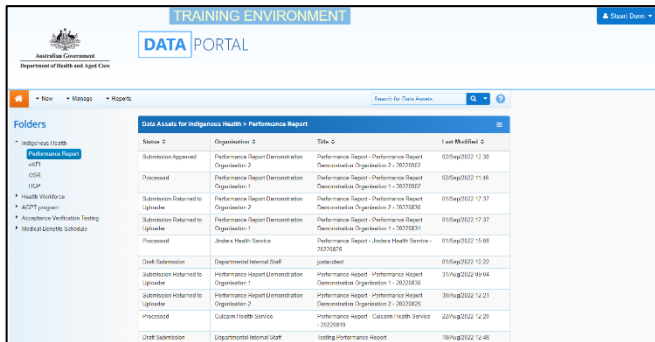 TRAINING ENVIRONMENT
Stuart Dunn
Australian Government
Department of Health and Aged Care
DATA PORTAL
New Manage Reports
Search for Data Assets
Folders
Indigenous Health
Performance Report
nKPI
OSR
HCP
Health Workforce
AGPT program
Acceptance Verification Testing
Medical Benefits Schedule
Data Assets for Indigenous Health > Performance Report
Status Organisation Title Last Modified
Submission Approved Performance Report Demonstration Performance Report - Performance Report 02/Sep/2022 12:39
Organisation 2 Demonstration Organisation 2 - 20220902
Processed Performance Report Demonstration Performance Report - Performance Report 02/Sep/2022 11:46
Organisation 1 Demonstration Organisation 1 - 20220902
Submission Returned to Performance Report Demonstration Performance Report - Performance Report 01/Sep/2022 17:37
Uploader Organisation 2 Demonstration Organisation 2 - 20220830
Submission Returned to Performance Report Demonstration Performance Report - Performance Report 01/Sep/2022 17:37
Uploader Organisation 1 Demonstration Organisation 1 - 20220831
Processed Jindera Health Service Performance Report - Jindera Health Service - 01/Sep/2022 15:08
20220826
Draft Submission Departmental Internal Staff 01/Sep/2022 10:22
Submission Returned to Performance Report Demonstration Performance Report - Performance Report 31/Aug/2022 09:04
Uploader Organisation 1 Demonstration Organisation 1 - 20220830
Submission Returned to Performance Report Demonstration Performance Report - Performance Report 30/Aug/2022 12:21
Uploader Organisation 2 Demonstration Organisation 2 - 20220829
Processed Culcairn Health Service Performance Report - Culcairn Health Service 22/Aug/2022 12:20
- 20220819
Draft Submission Departmental Internal Staff Testing Performance Report 18/Aug/2022 12:48